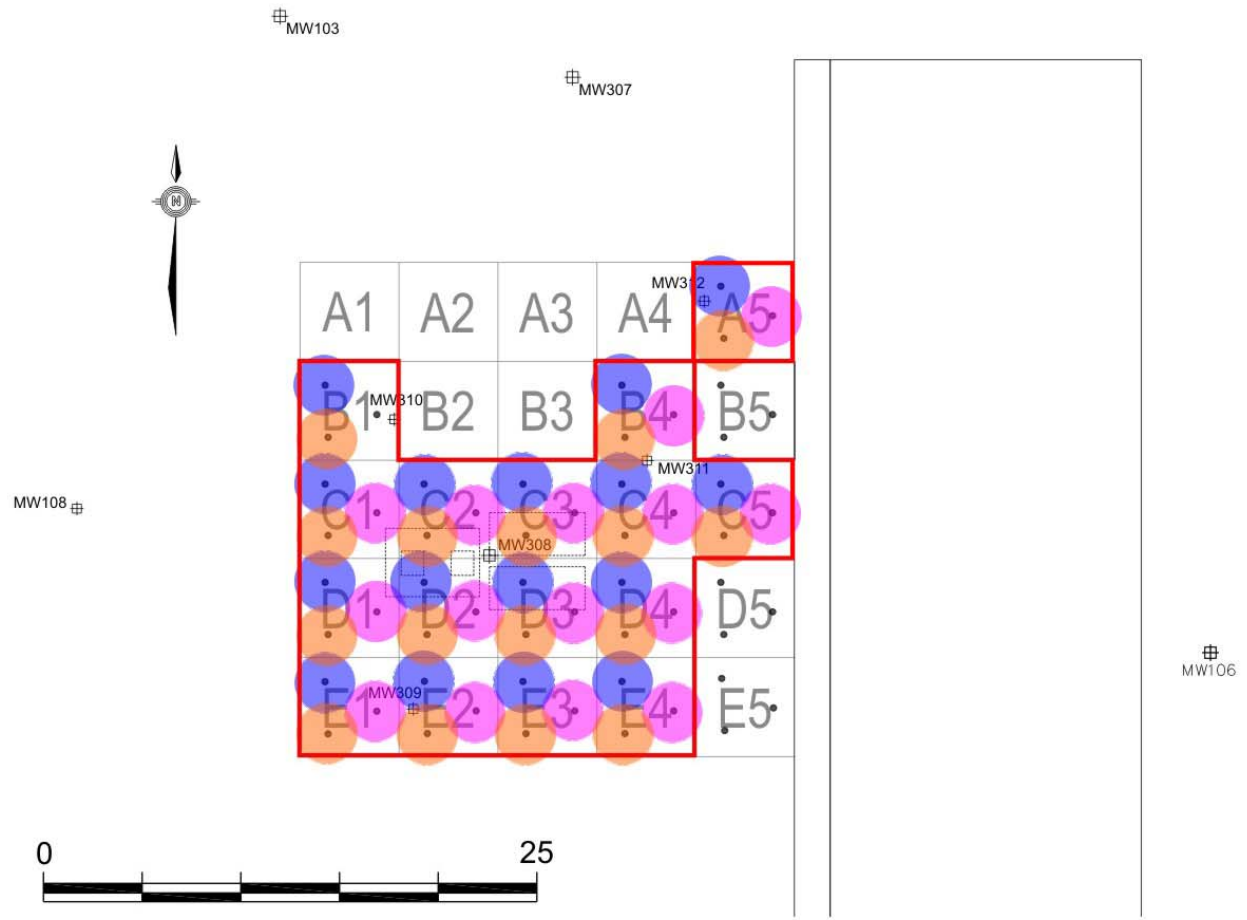 MW103
MW307
N
MW312
A1 A2 A3 A4 A5
MW310
B1 B2 B3 B4 B5
MW311
MW108
C1 C2 C3 C4 C5
MW308
D1 D2 D3 D4 D5
MW106
MW309
E1 E2 E3 E4 E5
0 25